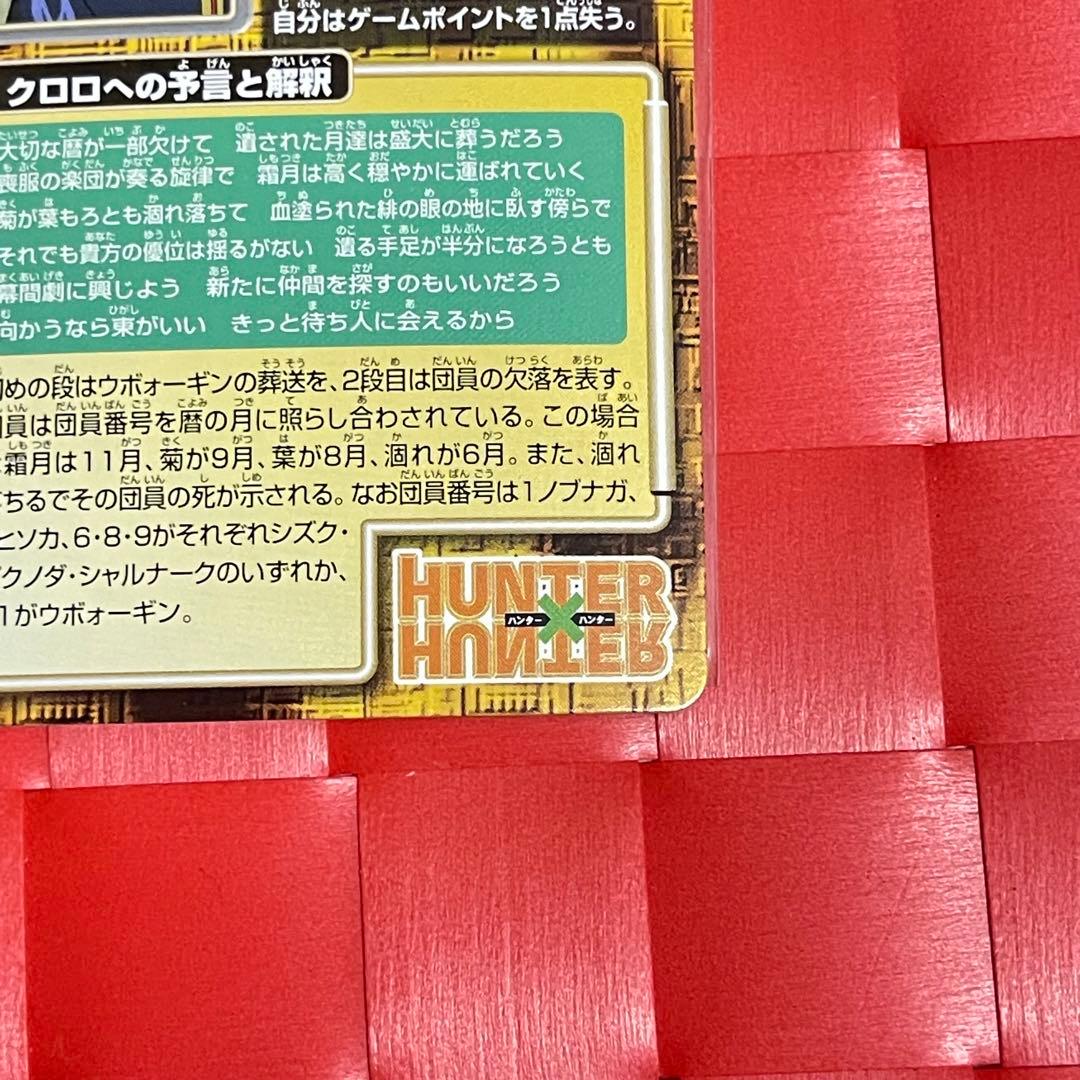 自分はゲームポイントを1点失う。
クロロへの予言と解釈
大切な暦が一部欠けて 遺された月達は盛大に葬うだろう
喪服の楽団が奏る旋律で 霜月は高く穏やかに運ばれていく
菊が葉もろとも涸れ落ちて 血塗られた緋の眼の地に臥す傍らで
それでも貴方の優位は揺るがない 遺る手足が半分になろうとも
幕間劇に興じよう 新たに仲間を探すのもいいだろう
向かうなら東がいい きっと待ち人に会えるから
めの段はウボォーギンの葬送を、2段目は団員の欠落を表す。
員は団員番号を暦の月に照らし合わされている。この場合
霜月は11月、菊が9月、葉が8月、涸れが6月。また、涸れ
ちるでその団員の死が示される。なお団員番号は1ノブナガ、
ヒソカ、6・8・9がそれぞれシズク・
クノダ・シャルナークのいずれか、
1がウボォーギン。
HUNTER
ハンター×ハンター
HUNTER